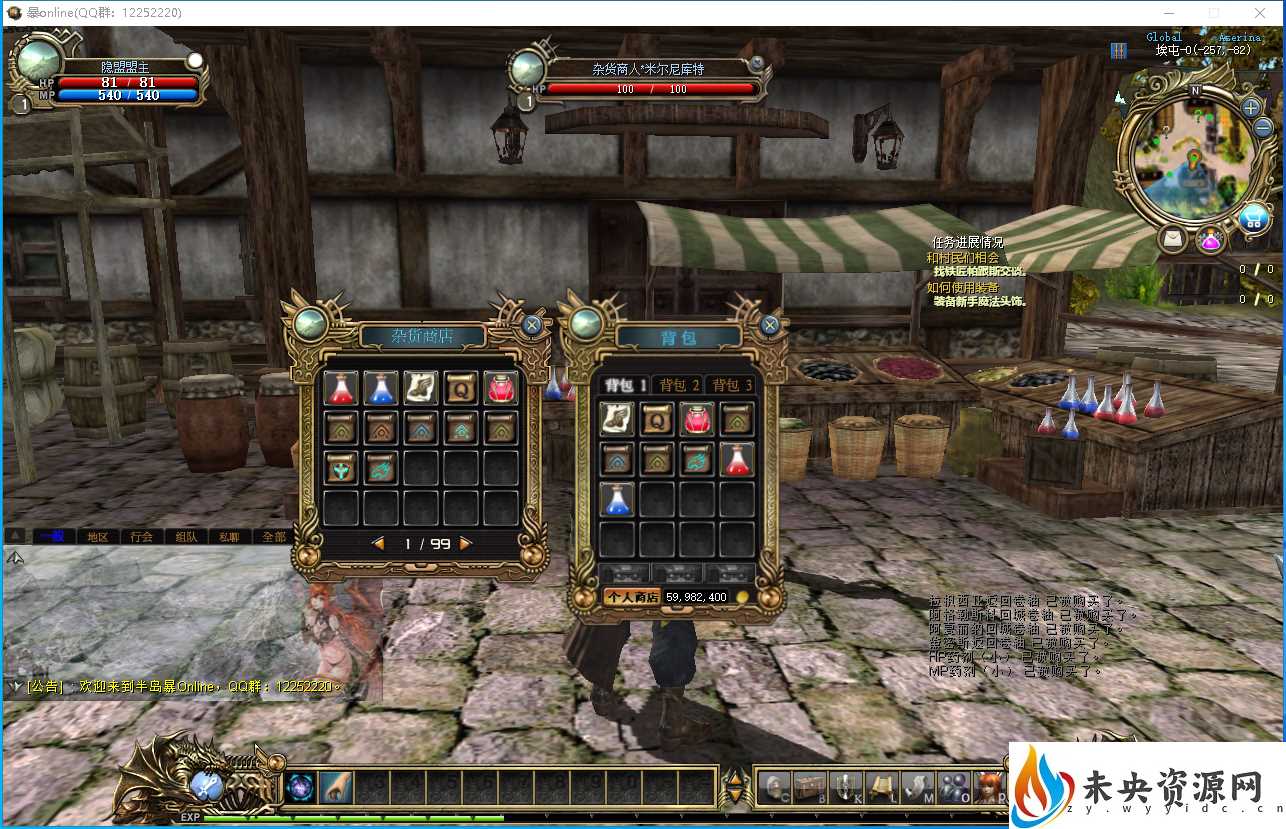 暴online(QQ群：12252220)
隐盟盟主
HP 81 / 81
MP 540 / 540
1
杂货商人*米尔尼库特
HP 100 / 100
1
Global Azerina
埃屯-0(-257,-82)
N
任务进展情况
和村民们相会
找铁匠帕跟斯交谈。
0 / 0
如何使用装备
装备新手魔法头饰。
0 / 0
杂货商店
背包
背包 1 背包 2 背包 3
1 / 99
个人商店 59,982,400
一般 地区 行会 组队 私聊 全部
[公告]：欢迎来到半岛暴Online，QQ群：12252220。
HP药剂（小）已被购买了。
MP药剂（小）已被购买了。
EXP
C B K L M O R
未央资源网
zy.wyyidc.cn